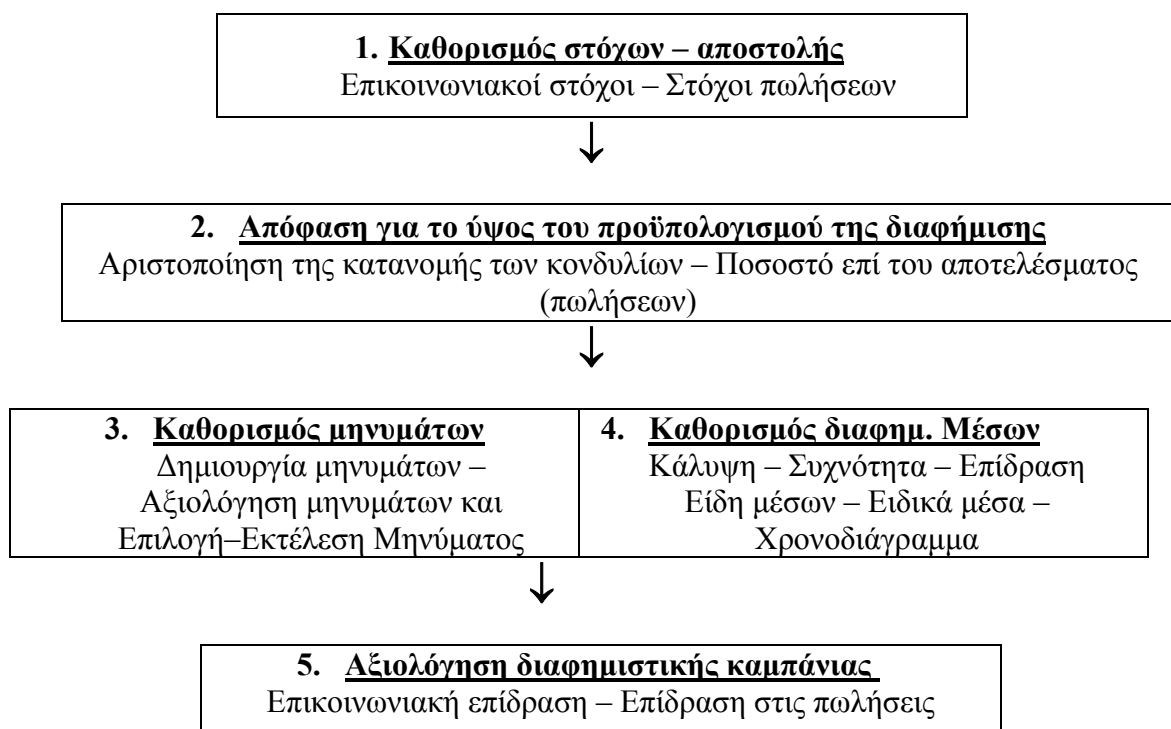 1. Καθορισμός στόχων – αποστολής
Επικοινωνιακοί στόχοι – Στόχοι πωλήσεων
2. Απόφαση για το ύψος του προϋπολογισμού της διαφήμισης
Αριστοποίηση της κατανομής των κονδυλίων – Ποσοστό επί του αποτελέσματος
(πωλήσεων)
3. Καθορισμός μηνυμάτων
Δημιουργία μηνυμάτων –
Αξιολόγηση μηνυμάτων και
Επιλογή–Εκτέλεση Μηνύματος
4. Καθορισμός διαφημ. Μέσων
Κάλυψη – Συχνότητα – Επίδραση
Είδη μέσων – Ειδικά μέσα –
Χρονοδιάγραμμα
5. Αξιολόγηση διαφημιστικής καμπάνιας
Επικοινωνιακή επίδραση – Επίδραση στις πωλήσεις